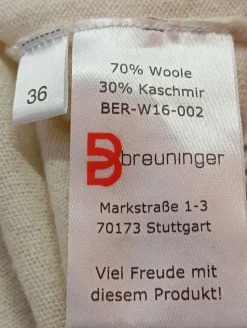 36
70% Woole
30% Kaschmir
BER-W16-002
breuninger
Markstraße 1-3
70173 Stuttgart
Viel Freude mit
diesem Produkt!